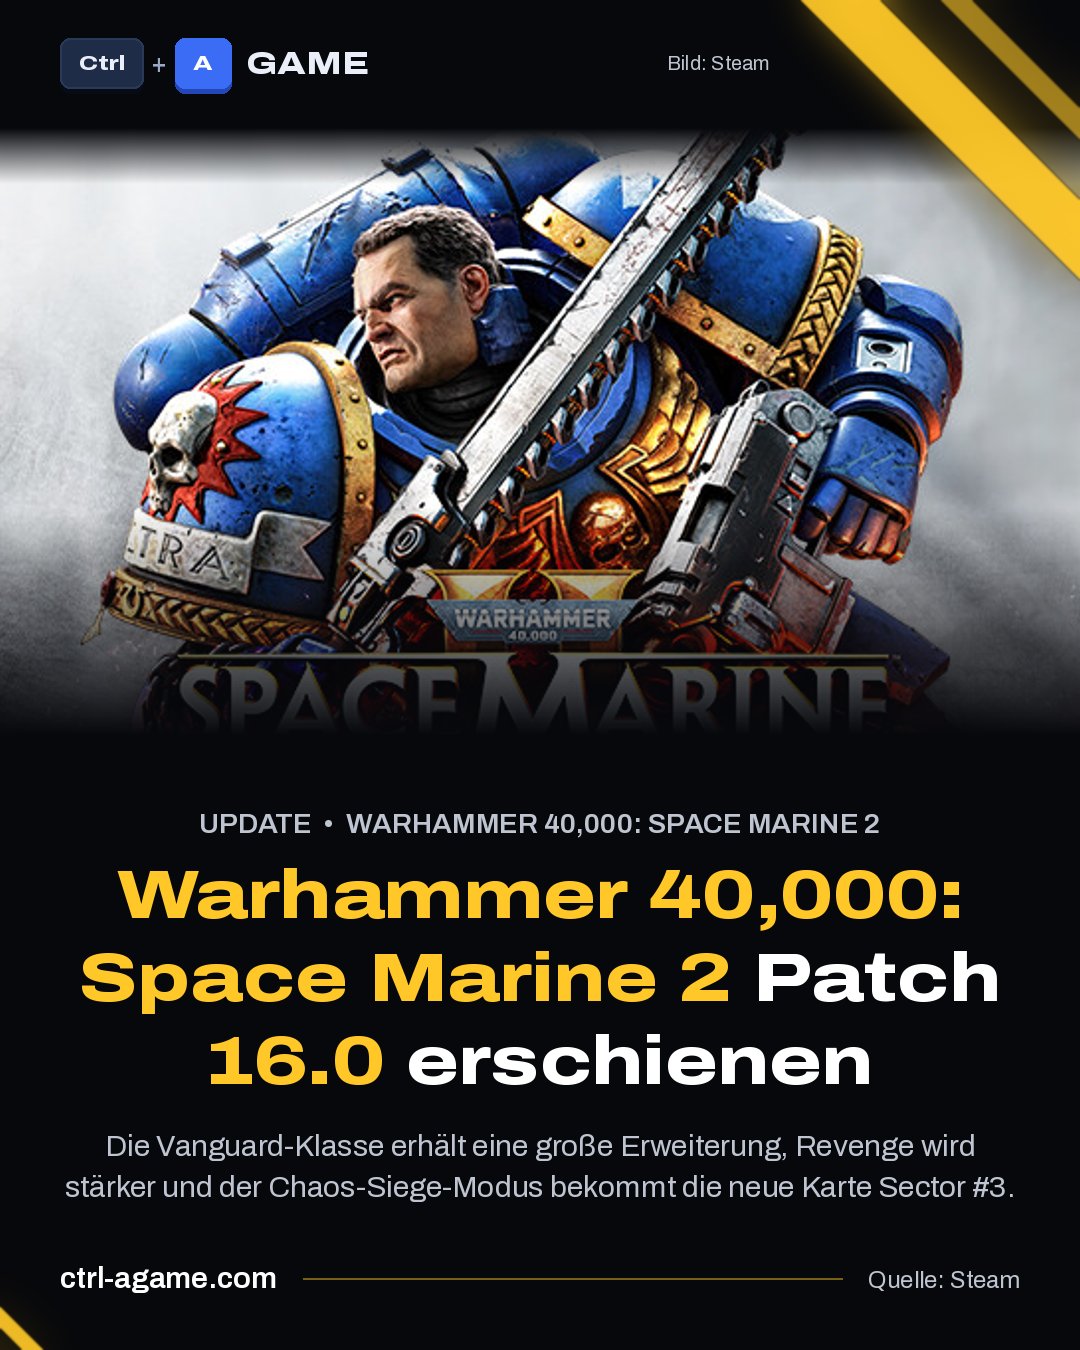 Ctrl + A GAME
Bild: Steam
TRA
WARHAMMER
40,000
SPACE MARINE
UPDATE • WARHAMMER 40,000: SPACE MARINE 2
Warhammer 40,000:
Space Marine 2 Patch
16.0 erschienen
Die Vanguard-Klasse erhält eine große Erweiterung, Revenge wird
stärker und der Chaos-Siege-Modus bekommt die neue Karte Sector #3.
ctrl-agame.com
Quelle: Steam